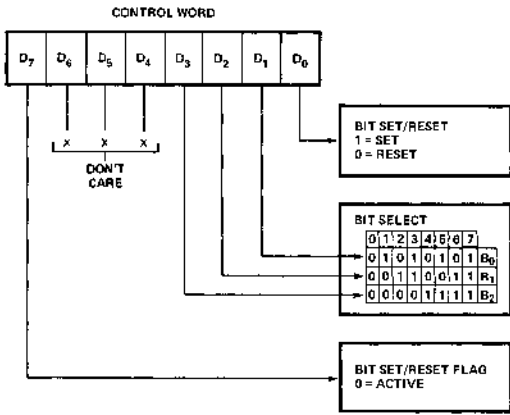 CONTROL WORD
D7 D6 D5 D4 D3 D2 D1 D0
X X X
DON'T
CARE
BIT SET/RESET
1 = SET
0 = RESET
BIT SELECT
0 1 2 3 4 5 6 7
0 1 0 1 0 1 0 1 B0
0 0 1 1 0 0 1 1 B1
0 0 0 0 1 1 1 1 B2
BIT SET/RESET FLAG
0 = ACTIVE